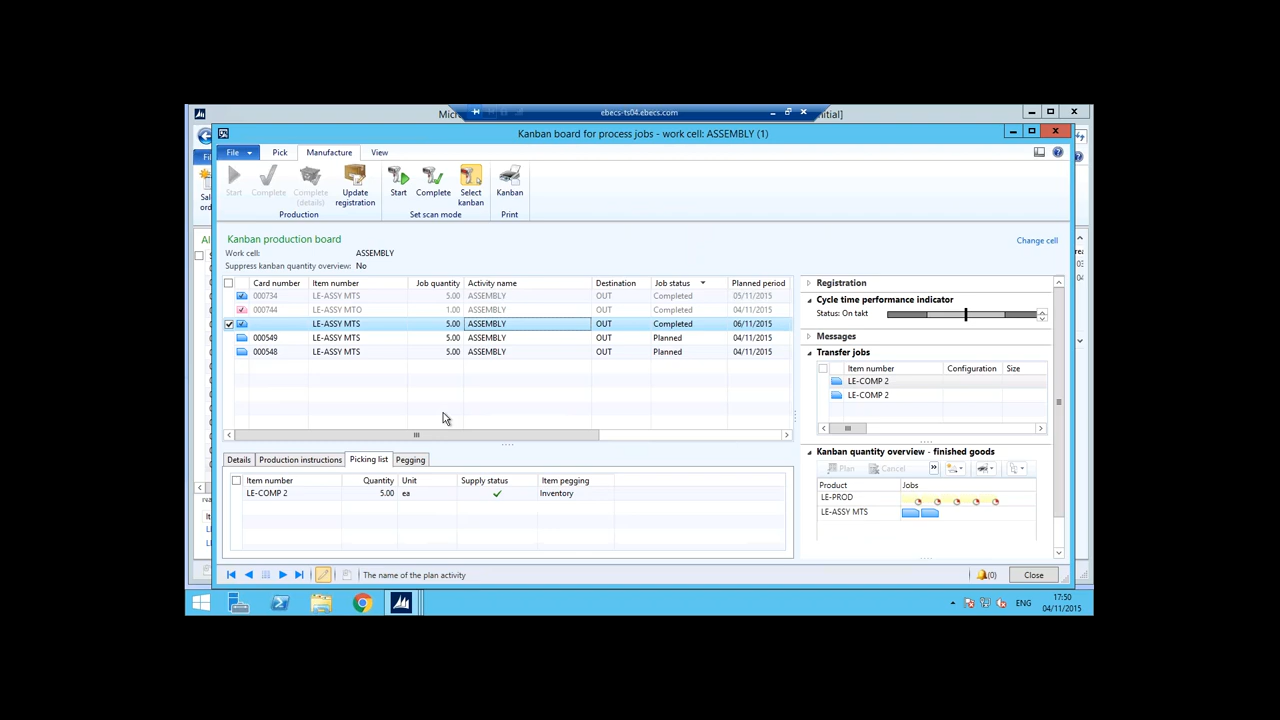 Micro
ebecs-ts04.ebecs.com
nitial]
Kanban board for process jobs - work cell: ASSEMBLY (1)
File Pick Manufacture View
Start Complete Complete (details) Update registration Start Complete Select kanban Kanban
Production Set scan mode Print
Kanban production board
Work cell: ASSEMBLY Change cell
Suppress kanban quantity overview: No
Card number Item number Job quantity Activity name Destination Job status Planned period
000734 LE-ASSY MTS 5.00 ASSEMBLY OUT Completed 05/11/2015
000744 LE-ASSY MTO 1.00 ASSEMBLY OUT Completed 04/11/2015
LE-ASSY MTS 5.00 ASSEMBLY OUT Completed 06/11/2015
000549 LE-ASSY MTS 5.00 ASSEMBLY OUT Planned 04/11/2015
000548 LE-ASSY MTS 5.00 ASSEMBLY OUT Planned 04/11/2015
Registration
Cycle time performance indicator
Status: On takt
Messages
Transfer jobs
Item number Configuration Size
LE-COMP 2
LE-COMP 2
Details Production instructions Picking list Pegging
Item number Quantity Unit Supply status Item pegging
LE-COMP 2 5.00 ea Inventory
Kanban quantity overview - finished goods
Plan Cancel
Product Jobs
LE-PROD
LE-ASSY MTS
The name of the plan activity
(0) Close
ENG 17:50
04/11/2015